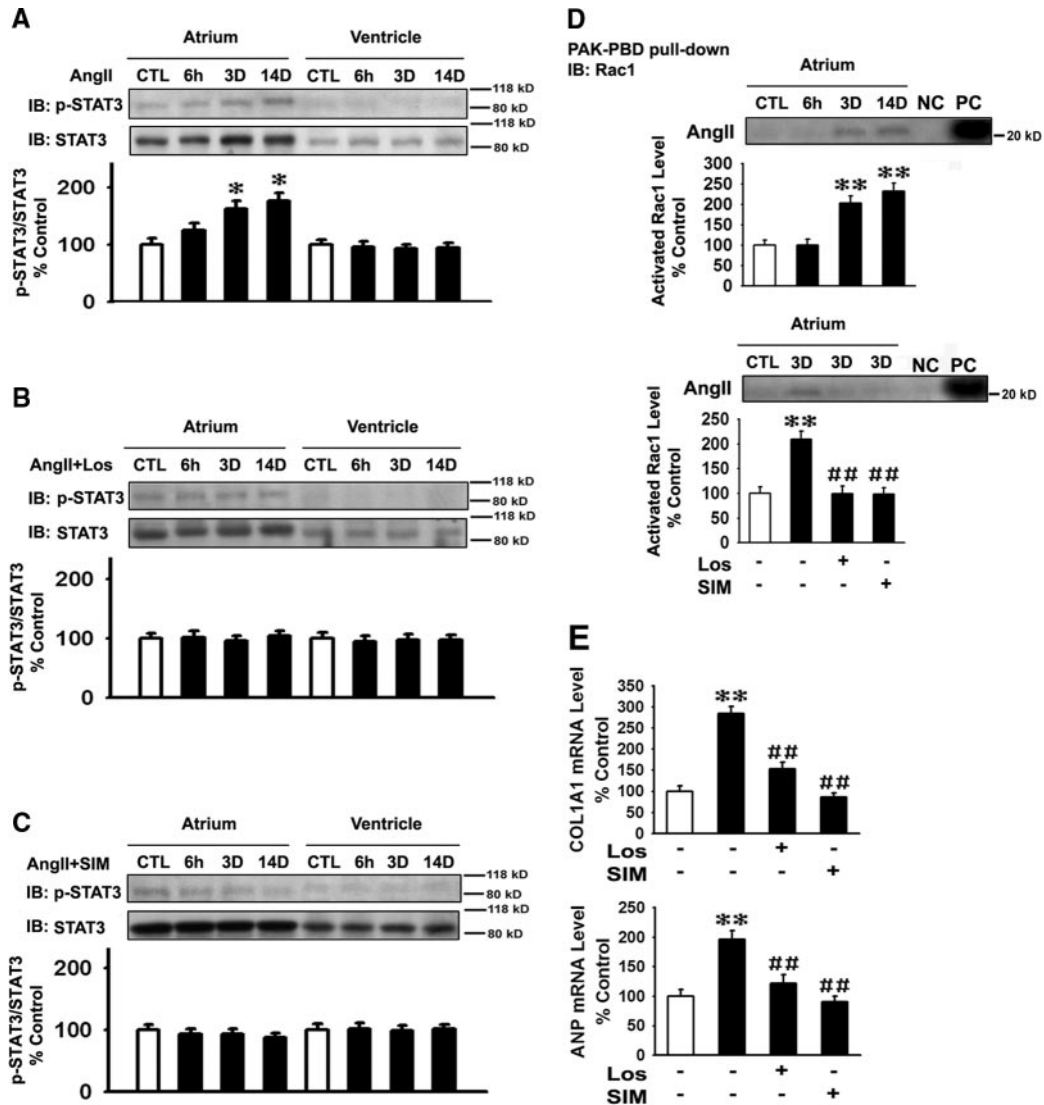 A
Atrium Ventricle
AngII CTL 6h 3D 14D CTL 6h 3D 14D
118 kD
IB: p-STAT3
80 kD
118 kD
IB: STAT3
80 kD
p-STAT3/STAT3
% Control
200
100
0
* *
B
Atrium Ventricle
AngII+Los CTL 6h 3D 14D CTL 6h 3D 14D
118 kD
IB: p-STAT3
80 kD
118 kD
IB: STAT3
80 kD
p-STAT3/STAT3
% Control
200
100
0
C
Atrium Ventricle
AngII+SIM CTL 6h 3D 14D CTL 6h 3D 14D
118 kD
IB: p-STAT3
80 kD
118 kD
IB: STAT3
80 kD
p-STAT3/STAT3
% Control
200
100
0
D
PAK-PBD pull-down
IB: Rac1
Atrium
CTL 6h 3D 14D NC PC
AngII
20 kD
Activated Rac1 Level
% Control
300
250
200
150
100
50
0
** **
Atrium
CTL 3D 3D 3D NC PC
AngII
20 kD
Activated Rac1 Level
% Control
250
200
150
100
50
0
** ## ##
Los - - + -
SIM - - - +
E
COL1A1 mRNA Level
% Control
350
300
250
200
150
100
50
0
** ## ##
Los - - + -
SIM - - - +
ANP mRNA Level
% Control
250
200
150
100
50
0
** ## ##
Los - - + -
SIM - - - +